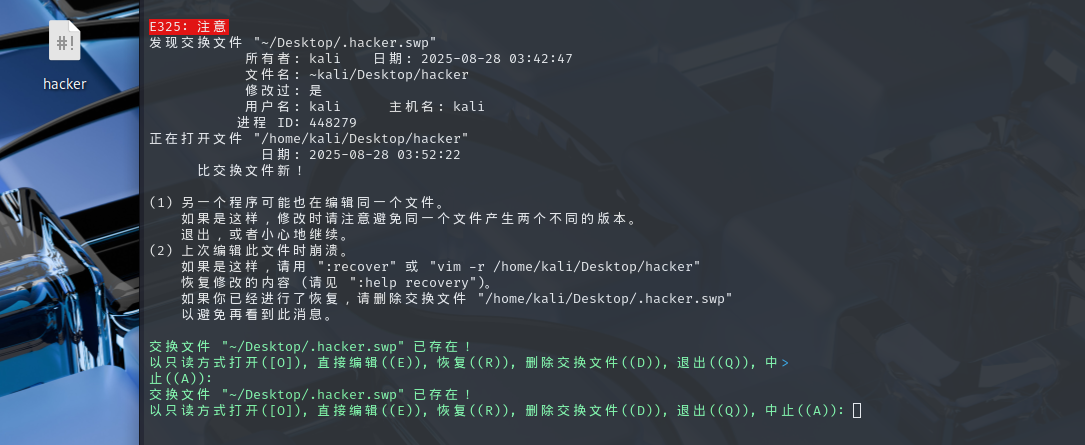 #!
hacker
E325: 注意
发现交换文件 "~/Desktop/.hacker.swp"
所有者: kali    日期: 2025-08-28 03:42:47
文件名: ~kali/Desktop/hacker
修改过: 是
用户名: kali      主机名: kali
进程 ID: 448279
正在打开文件 "/home/kali/Desktop/hacker"
日期: 2025-08-28 03:52:22
比交换文件新！
(1) 另一个程序可能也在编辑同一个文件。
如果是这样，修改时请注意避免同一个文件产生两个不同的版本。
退出，或者小心地继续。
(2) 上次编辑此文件时崩溃。
如果是这样，请用 ":recover" 或 "vim -r /home/kali/Desktop/hacker"
恢复修改的内容 (请见 ":help recovery")。
如果你已经进行了恢复，请删除交换文件 "/home/kali/Desktop/.hacker.swp"
以避免再看到此消息。
交换文件 "~/Desktop/.hacker.swp" 已存在！
以只读方式打开([O]), 直接编辑((E)), 恢复((R)), 删除交换文件((D)), 退出((Q)), 中>
止((A)):
交换文件 "~/Desktop/.hacker.swp" 已存在！
以只读方式打开([O]), 直接编辑((E)), 恢复((R)), 删除交换文件((D)), 退出((Q)), 中止((A)):